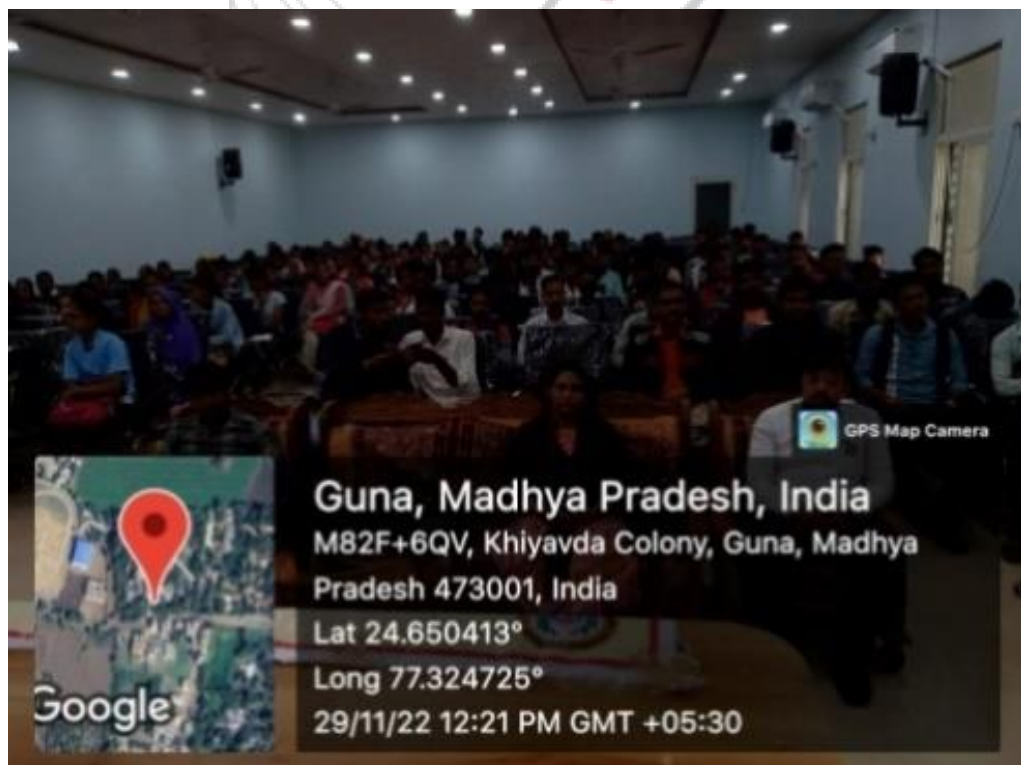 GPS Map Camera
Guna, Madhya Pradesh, India
M82F+6QV, Khiyavda Colony, Guna, Madhya
Pradesh 473001, India
Lat 24.650413°
Long 77.324725°
29/11/22 12:21 PM GMT +05:30
Google